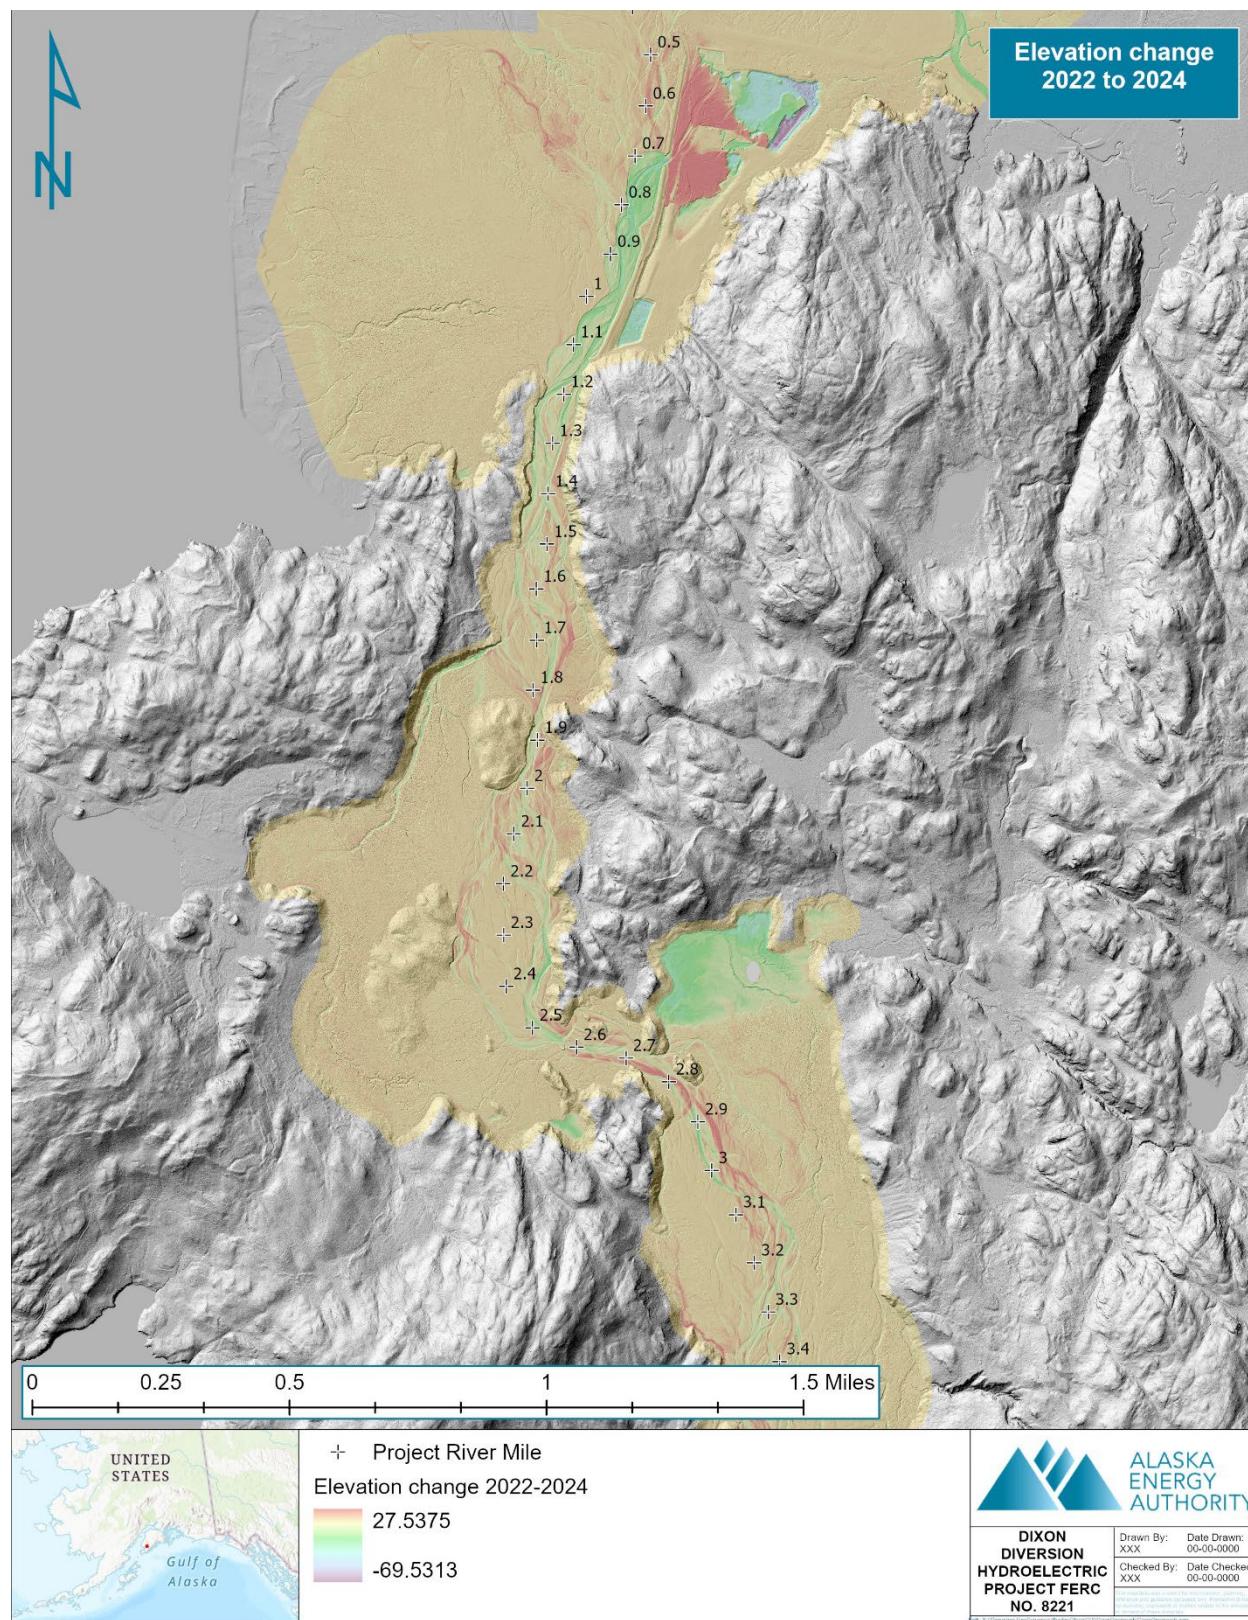 Elevation change
2022 to 2024
N
0.5
0.6
0.7
0.8
0.9
1
1.1
1.2
1.3
1.4
1.5
1.6
1.7
1.8
1.9
2
2.1
2.2
2.3
2.4
2.5
2.6
2.7
2.8
2.9
3
3.1
3.2
3.3
3.4
0 0.25 0.5 1 1.5 Miles
UNITED
STATES
Gulf of
Alaska
Project River Mile
Elevation change 2022-2024
27.5375
-69.5313
ALASKA
ENERGY
AUTHORITY
DIXON
DIVERSION
HYDROELECTRIC
PROJECT FERC
NO. 8221
Drawn By: Date Drawn:
XXX 00-00-0000
Checked By: Date Checked
XXX 00-00-0000